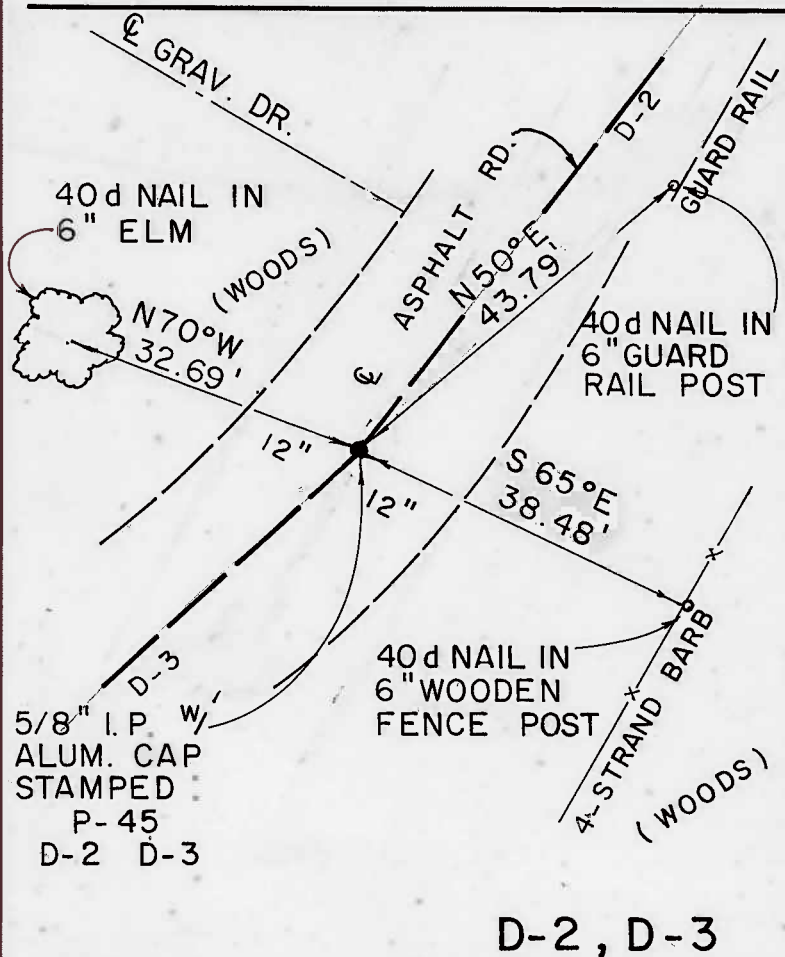 ℄ GRAV. DR.
D-2
GUARD RAIL
40d NAIL IN
6" ELM
(WOODS)
℄ ASPHALT RD.
N50°E
43.79'
N70°W
32.69'
40d NAIL IN
6" GUARD
RAIL POST
12"
12"
S 65°E
38.48'
D-3
40d NAIL IN
6" WOODEN
FENCE POST
4-STRAND BARB
(WOODS)
5/8" I.P. W/
ALUM. CAP
STAMPED
P-45
D-2 D-3
D-2, D-3